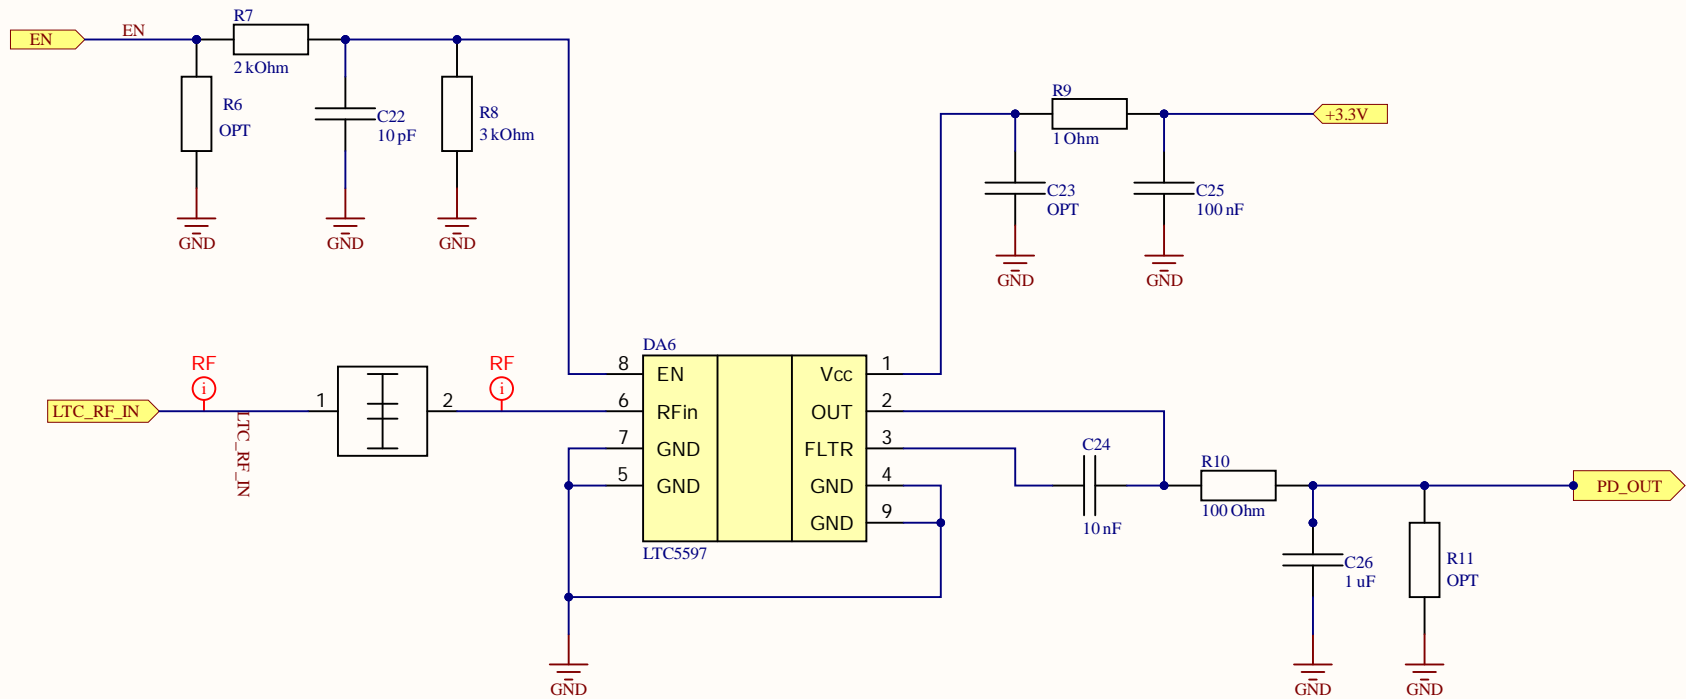 R7
EN
EN
2 kOhm
R6
OPT
C22
10 pF
R8
3 kOhm
GND
GND
GND
R9
+3.3V
1 Ohm
C23
OPT
C25
100 nF
GND
GND
RF
i
RF
i
LTC_RF_IN
LTC_RF_IN
1
2
DA6
8
EN
Vcc
1
6
RFin
OUT
2
7
GND
FLTR
3
5
GND
GND
4
GND
9
LTC5597
C24
10 nF
R10
100 Ohm
PD_OUT
C26
1 uF
R11
OPT
GND
GND
GND